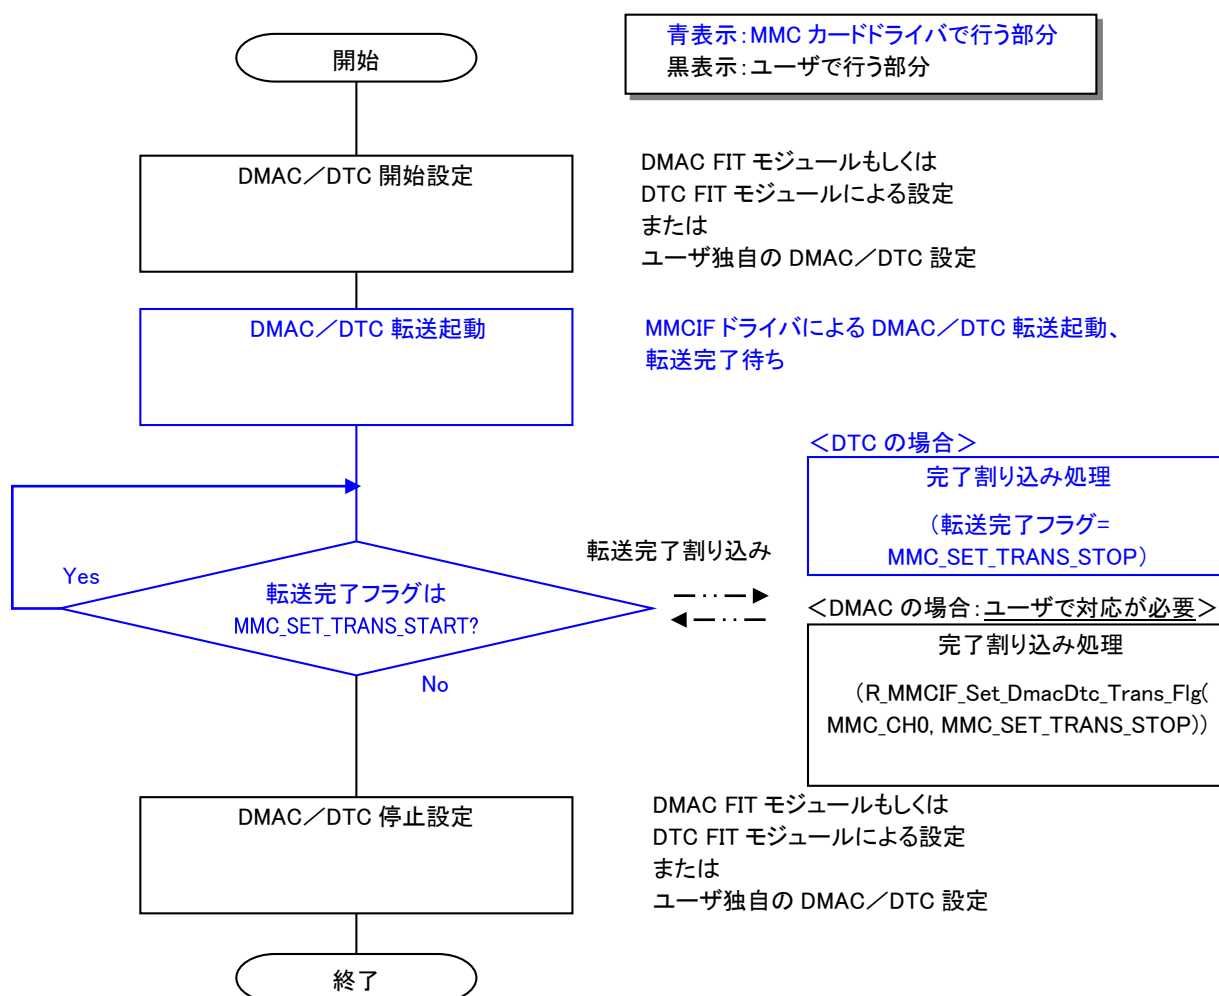 開始
青表示:MMC カードドライバで行う部分
黒表示:ユーザで行う部分
DMAC/DTC 開始設定
DMAC FIT モジュールもしくは
DTC FIT モジュールによる設定
または
ユーザ独自の DMAC/DTC 設定
DMAC/DTC 転送起動
MMCIF ドライバによる DMAC/DTC 転送起動、
転送完了待ち
<DTC の場合>
完了割り込み処理
(転送完了フラグ=
MMC_SET_TRANS_STOP)
転送完了割り込み
Yes
転送完了フラグは
MMC_SET_TRANS_START?
No
<DMAC の場合:ユーザで対応が必要>
完了割り込み処理
(R_MMCIF_Set_DmacDtc_Trans_Flg(
MMC_CH0, MMC_SET_TRANS_STOP))
DMAC/DTC 停止設定
DMAC FIT モジュールもしくは
DTC FIT モジュールによる設定
または
ユーザ独自の DMAC/DTC 設定
終了